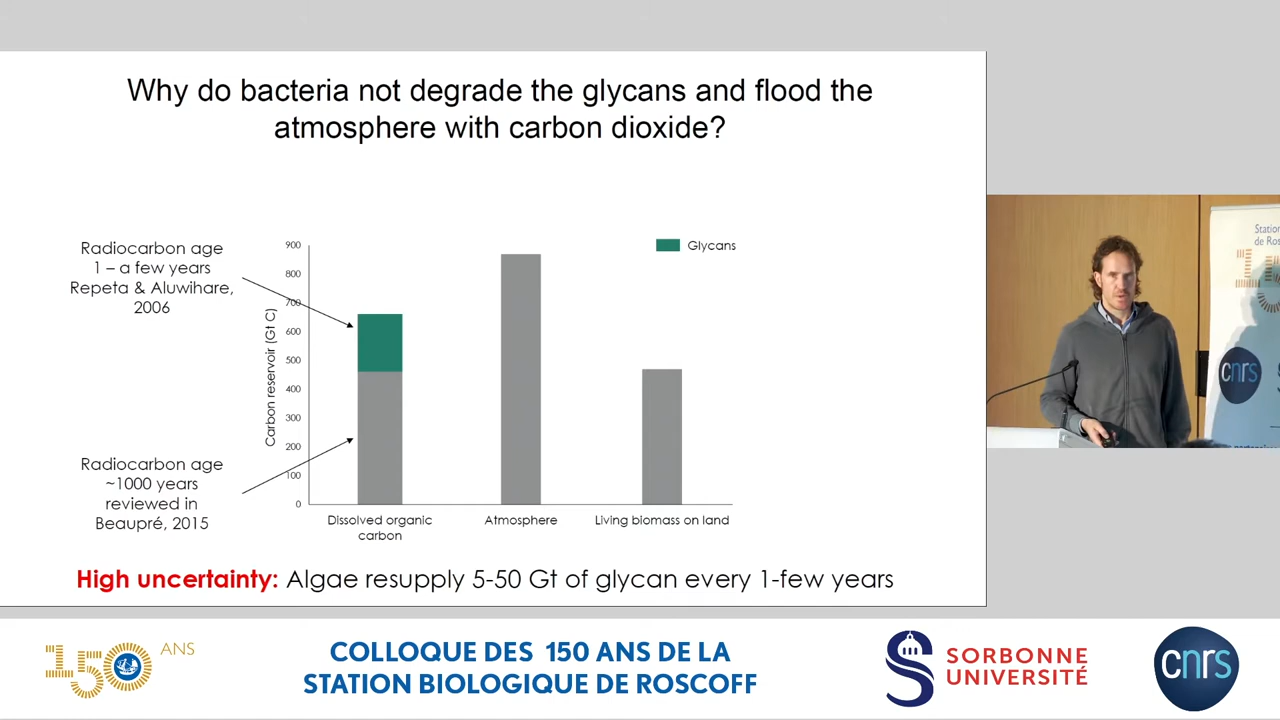 Why do bacteria not degrade the glycans and flood the
atmosphere with carbon dioxide?
Radiocarbon age
1 – a few years
Repeta & Aluwihare,
2006
Radiocarbon age
~1000 years
reviewed in
Beaupré, 2015
Carbon reservoir (Gt C)
900
800
700
600
500
400
300
200
100
0
Glycans
Dissolved organic
carbon
Atmosphere
Living biomass on land
High uncertainty: Algae resupply 5-50 Gt of glycan every 1-few years
Station
de Ros
cnrs
150 ANS
COLLOQUE DES 150 ANS DE LA
STATION BIOLOGIQUE DE ROSCOFF
SORBONNE
UNIVERSITÉ
cnrs